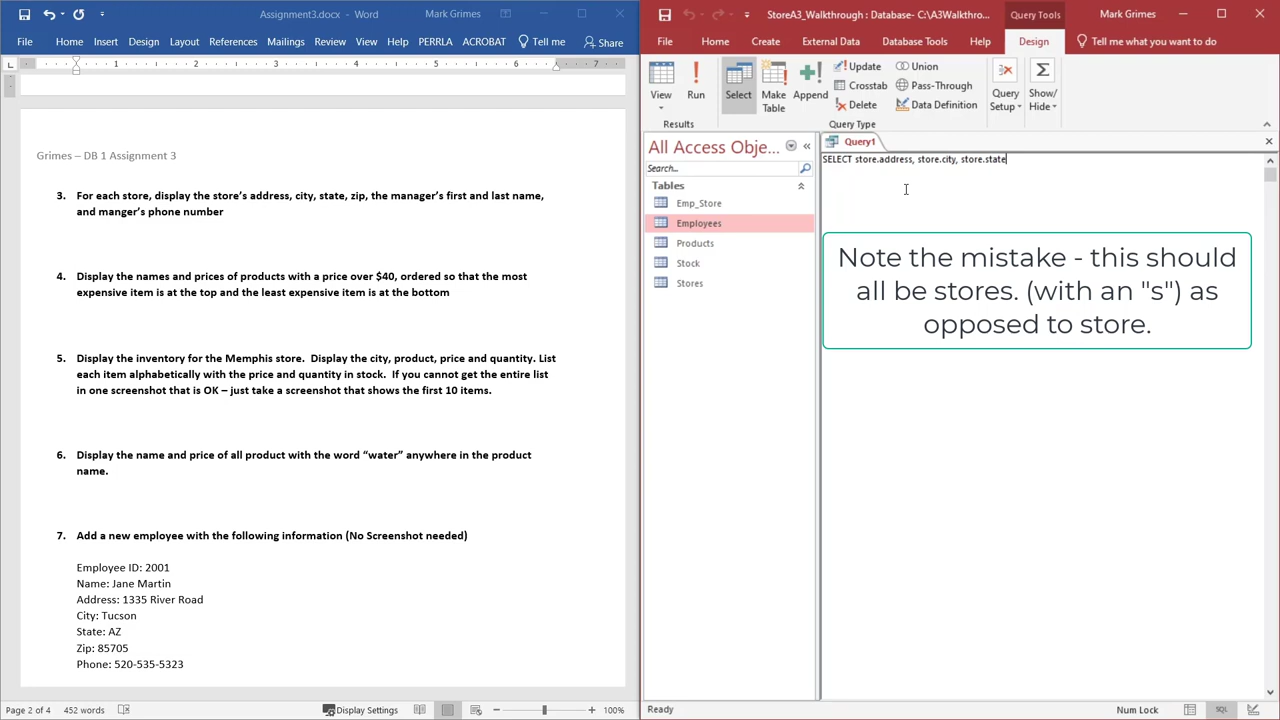 Assignment3.docx - Word
Mark Grimes
File Home Insert Design Layout References Mailings Review View Help PERRLA ACROBAT Tell me Share
1 2 3 4 5 6 7
Grimes – DB 1 Assignment 3
3. For each store, display the store's address, city, state, zip, the manager's first and last name,
and manger's phone number
4. Display the names and prices of products with a price over $40, ordered so that the most
expensive item is at the top and the least expensive item is at the bottom
5. Display the inventory for the Memphis store. Display the city, product, price and quantity. List
each item alphabetically with the price and quantity in stock. If you cannot get the entire list
in one screenshot that is OK – just take a screenshot that shows the first 10 items.
6. Display the name and price of all product with the word “water” anywhere in the product
name.
7. Add a new employee with the following information (No Screenshot needed)
Employee ID: 2001
Name: Jane Martin
Address: 1335 River Road
City: Tucson
State: AZ
Zip: 85705
Phone: 520-535-5323
Page 2 of 4 452 words Display Settings 100%
StoreA3_Walkthrough : Database- C:\A3Walkthro...
Query Tools
Mark Grimes
File Home Create External Data Database Tools Help Design Tell me what you want to do
View
Run
Results
Select
Make
Table
Append
Update
Crosstab
Delete
Union
Pass-Through
Data Definition
Query Type
Query
Setup
Show/
Hide
All Access Obje...
Search...
Tables
Emp_Store
Employees
Products
Stock
Stores
Query1
SELECT store.address, store.city, store.state
Note the mistake - this should
all be stores. (with an "s") as
opposed to store.
Ready
Num Lock
SQL